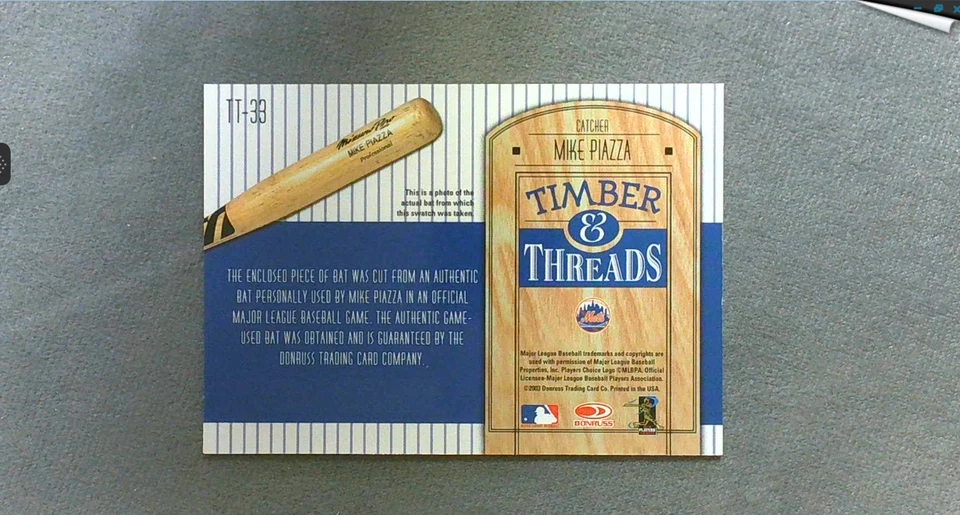 TT-33
Mizuno Pro
MIKE PIAZZA
Professional
This is a photo of the
actual bat from which
this swatch was taken.
THE ENCLOSED PIECE OF BAT WAS CUT FROM AN AUTHENTIC
BAT PERSONALLY USED BY MIKE PIAZZA IN AN OFFICIAL
MAJOR LEAGUE BASEBALL GAME. THE AUTHENTIC GAME-
USED BAT WAS OBTAINED AND IS GUARANTEED BY THE
DONRUSS TRADING CARD COMPANY.
CATCHER
MIKE PIAZZA
TIMBER
&
THREADS
Mets
Major League Baseball trademarks and copyrights are
used with permission of Major League Baseball
Properties, Inc. Players Choice Logo ©MLBPA. Official
Licensee-Major League Baseball Players Association.
©2003 Donruss Trading Card Co. Printed in the USA.
DONRUSS
PLAYERS